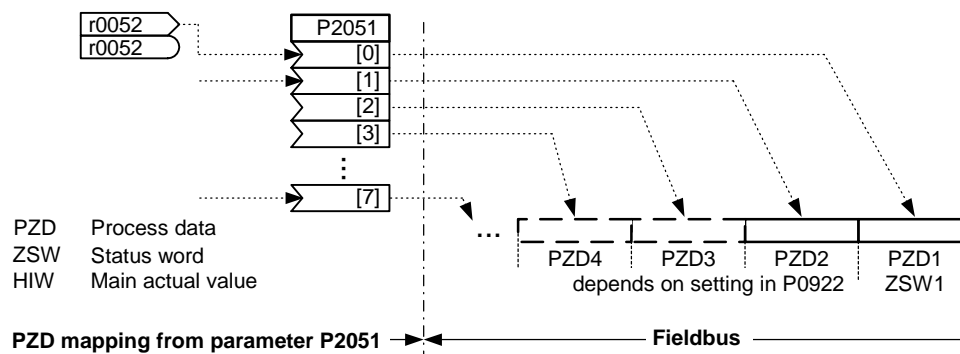 r0052
r0052
P2051
[0]
[1]
[2]
[3]
⋮
[7]
PZD Process data
ZSW Status word
HIW Main actual value
...
PZD4 PZD3 PZD2 PZD1
depends on setting in P0922 ZSW1
PZD mapping from parameter P2051 Fieldbus